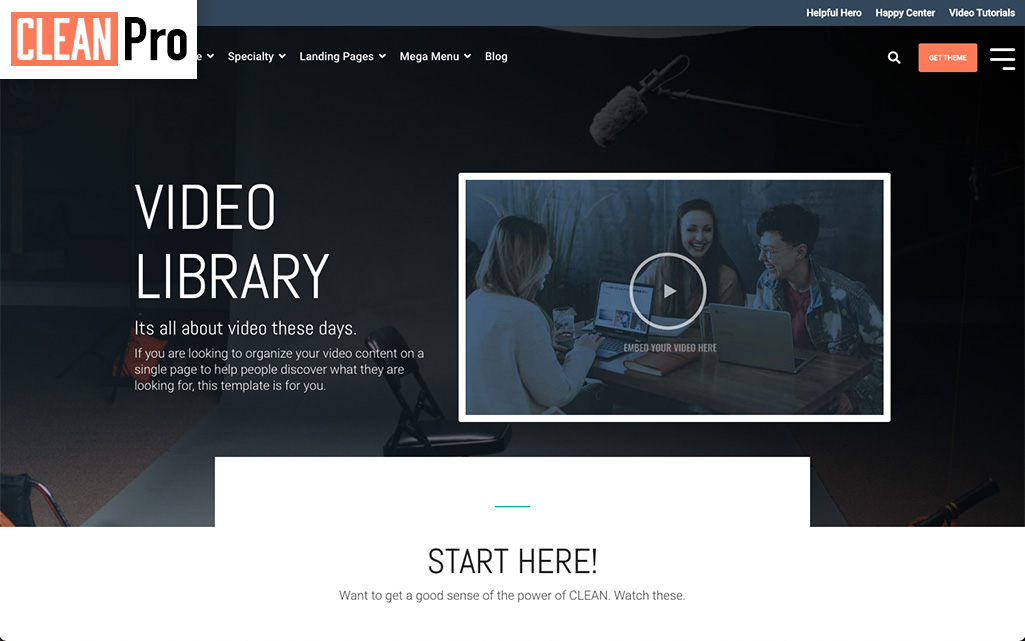 Helpful Hero Happy Center Video Tutorials
CLEAN Pro
e Specialty Landing Pages Mega Menu Blog
GET THEME
VIDEO
LIBRARY
Its all about video these days.
If you are looking to organize your video content on a
single page to help people discover what they are
looking for, this template is for you.
EMBED YOUR VIDEO HERE
START HERE!
Want to get a good sense of the power of CLEAN. Watch these.